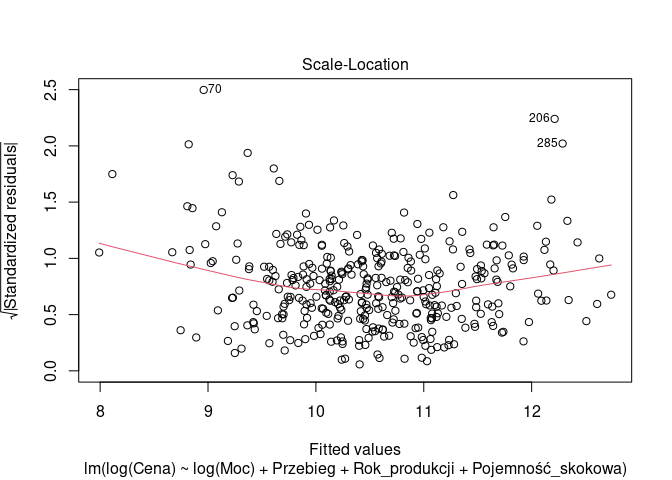 Scale-Location
√|Standardized residuals|
2.5
2.0
1.5
1.0
0.5
0.0
70
206
285
8 9 10 11 12
Fitted values
lm(log(Cena) ~ log(Moc) + Przebieg + Rok_produkcji + Pojemność_skokowa)